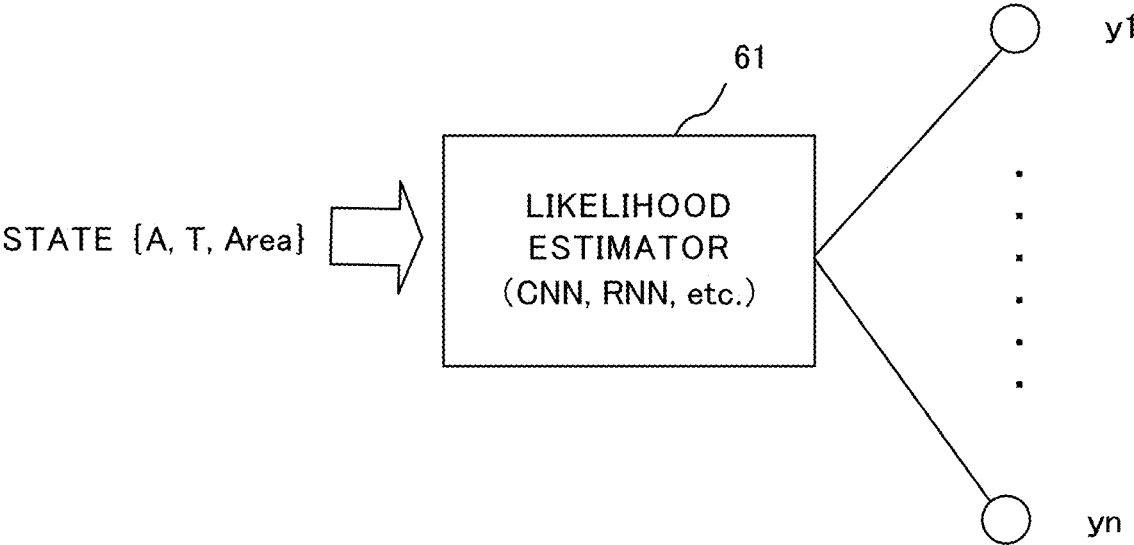 61
y1
STATE {A, T, Area}
LIKELIHOOD
ESTIMATOR
(CNN, RNN, etc.)
yn